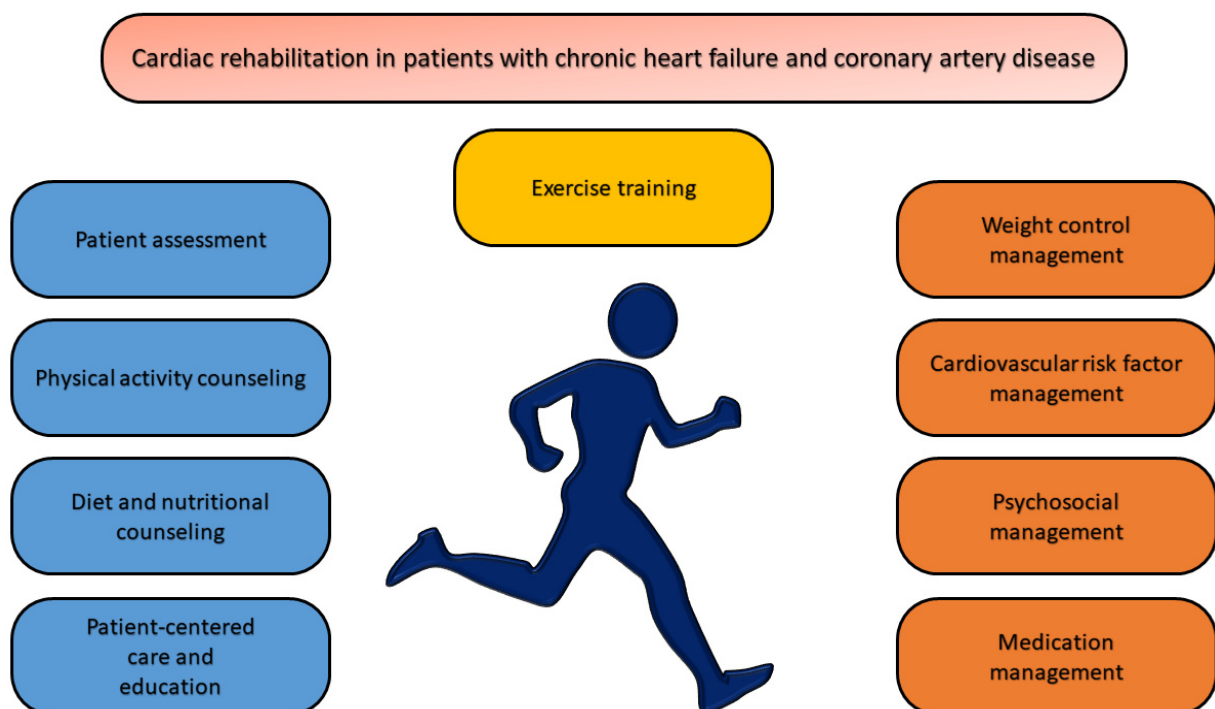 Cardiac rehabilitation in patients with chronic heart failure and coronary artery disease
Exercise training
Patient assessment
Physical activity counseling
Diet and nutritional
counseling
Patient-centered
care and
education
Weight control
management
Cardiovascular risk factor
management
Psychosocial
management
Medication
management